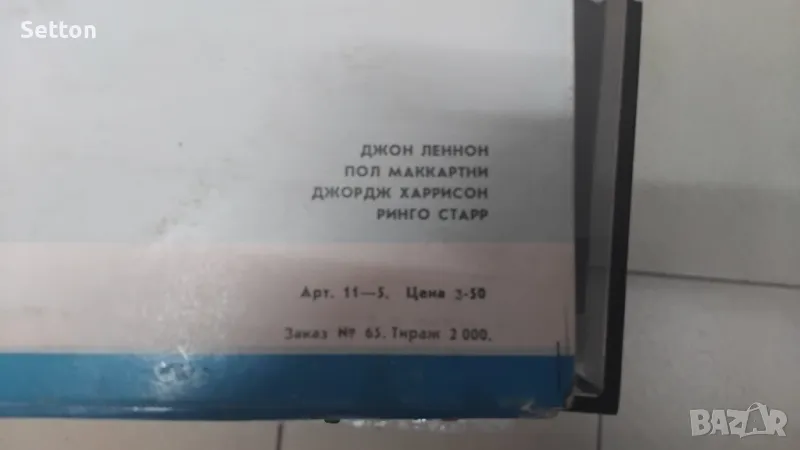 Setton
ДЖОН ЛЕННОН
ПОЛ МАККАРТНИ
ДЖОРДЖ ХАРРИСОН
РИНГО СТАРР
Арт. 11—5. Цена 3-50
Заказ № 65. Тираж 2 000.
BAZAR